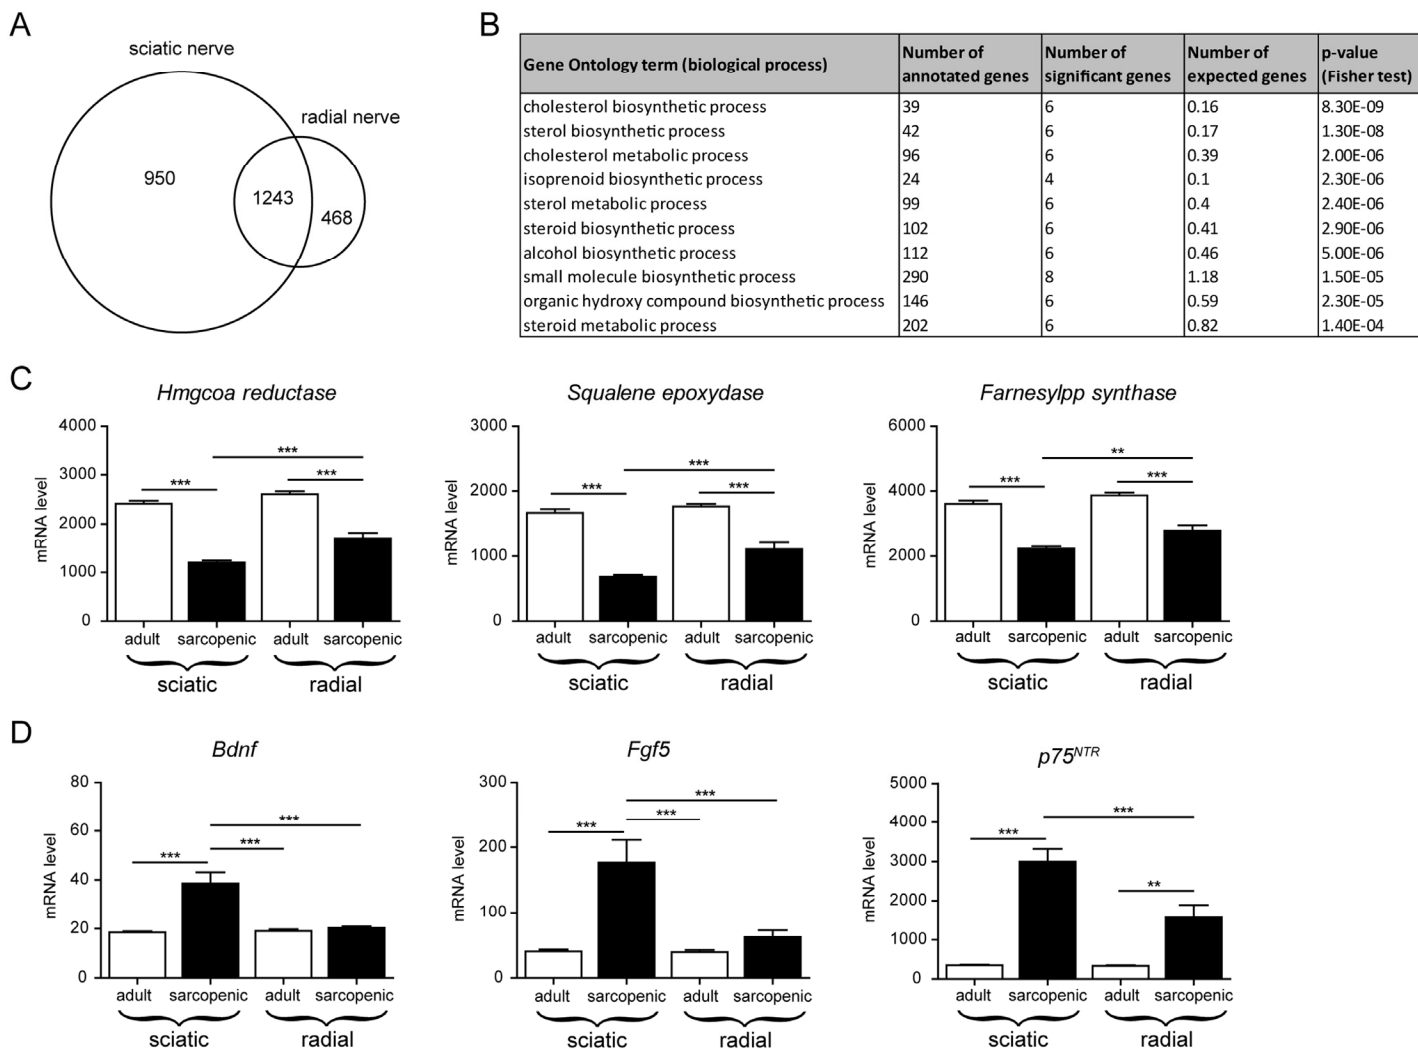 A
sciatic nerve
radial nerve
950
1243
468
B
Gene Ontology term (biological process) Number of annotated genes Number of significant genes Number of expected genes p-value (Fisher test)
cholesterol biosynthetic process 39 6 0.16 8.30E-09
sterol biosynthetic process 42 6 0.17 1.30E-08
cholesterol metabolic process 96 6 0.39 2.00E-06
isoprenoid biosynthetic process 24 4 0.1 2.30E-06
sterol metabolic process 99 6 0.4 2.40E-06
steroid biosynthetic process 102 6 0.41 2.90E-06
alcohol biosynthetic process 112 6 0.46 5.00E-06
small molecule biosynthetic process 290 8 1.18 1.50E-05
organic hydroxy compound biosynthetic process 146 6 0.59 2.30E-05
steroid metabolic process 202 6 0.82 1.40E-04
C
Hmgcoa reductase
mRNA level
4000
3000
2000
1000
0
***
***
***
adult sarcopenic adult sarcopenic
sciatic radial
Squalene epoxydase
mRNA level
3000
2000
1000
0
***
***
***
adult sarcopenic adult sarcopenic
sciatic radial
Farnesylpp synthase
mRNA level
6000
4000
2000
0
**
***
***
adult sarcopenic adult sarcopenic
sciatic radial
D
Bdnf
mRNA level
80
60
40
20
0
***
***
***
adult sarcopenic adult sarcopenic
sciatic radial
Fgf5
mRNA level
300
200
100
0
***
***
***
adult sarcopenic adult sarcopenic
sciatic radial
p75NTR
mRNA level
5000
4000
3000
2000
1000
0
***
***
**
adult sarcopenic adult sarcopenic
sciatic radial